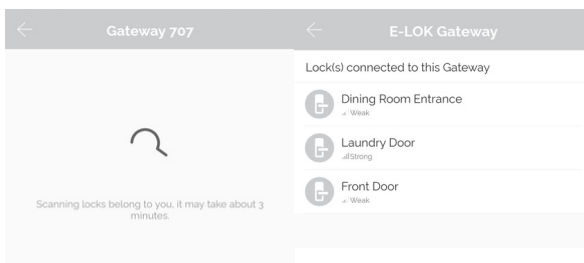 Gateway 707
Scanning locks belong to you, it may take about 3
minutes.
E-LOK Gateway
Lock(s) connected to this Gateway
Dining Room Entrance
Weak
Laundry Door
Strong
Front Door
Weak